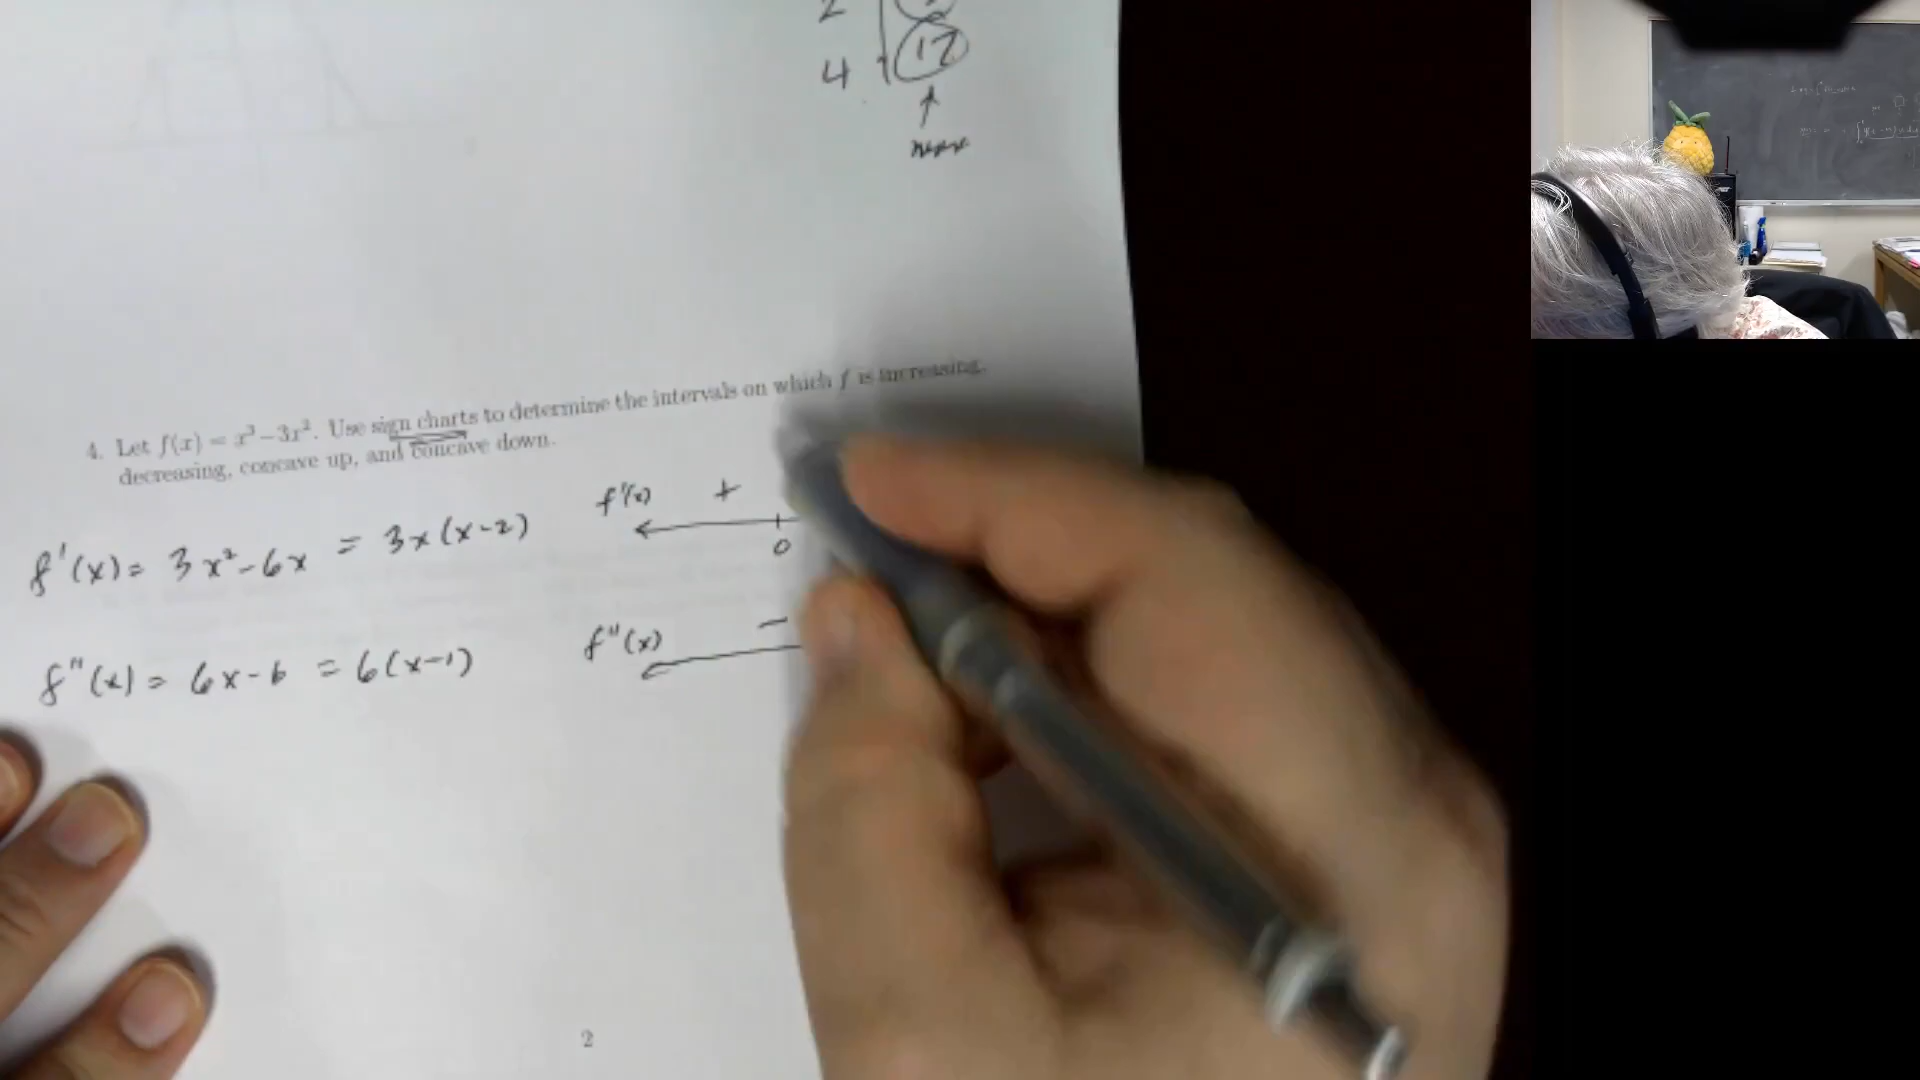 2
4 17
max
4. Let f(x) = x³ − 3x². Use sign charts to determine the intervals on which f is increasing,
decreasing, concave up, and concave down.
f'(x) +
0
f'(x) = 3x² - 6x = 3x(x-2)
f''(x) −
f''(x) = 6x - 6 = 6(x-1)
2